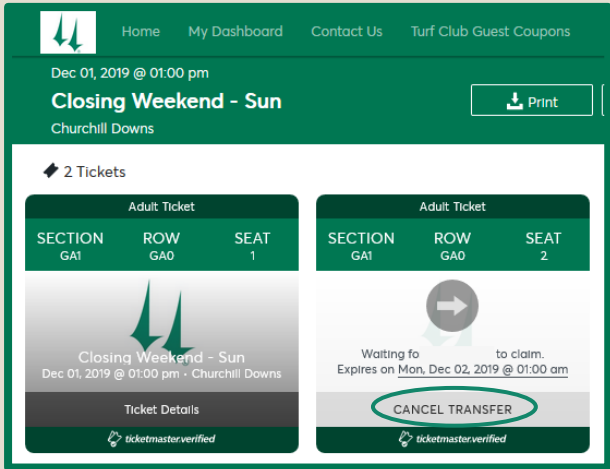 Home My Dashboard Contact Us Turf Club Guest Coupons
Dec 01, 2019 @ 01:00 pm
Closing Weekend - Sun
Print
Churchill Downs
2 Tickets
Adult Ticket
SECTION ROW SEAT
GA1 GA0 1
Closing Weekend - Sun
Dec 01, 2019 @ 01:00 pm • Churchill Downs
Ticket Details
ticketmaster.verified
Adult Ticket
SECTION ROW SEAT
GA1 GA0 2
Waiting fo to claim.
Expires on Mon, Dec 02, 2019 @ 01:00 am
CANCEL TRANSFER
ticketmaster.verified